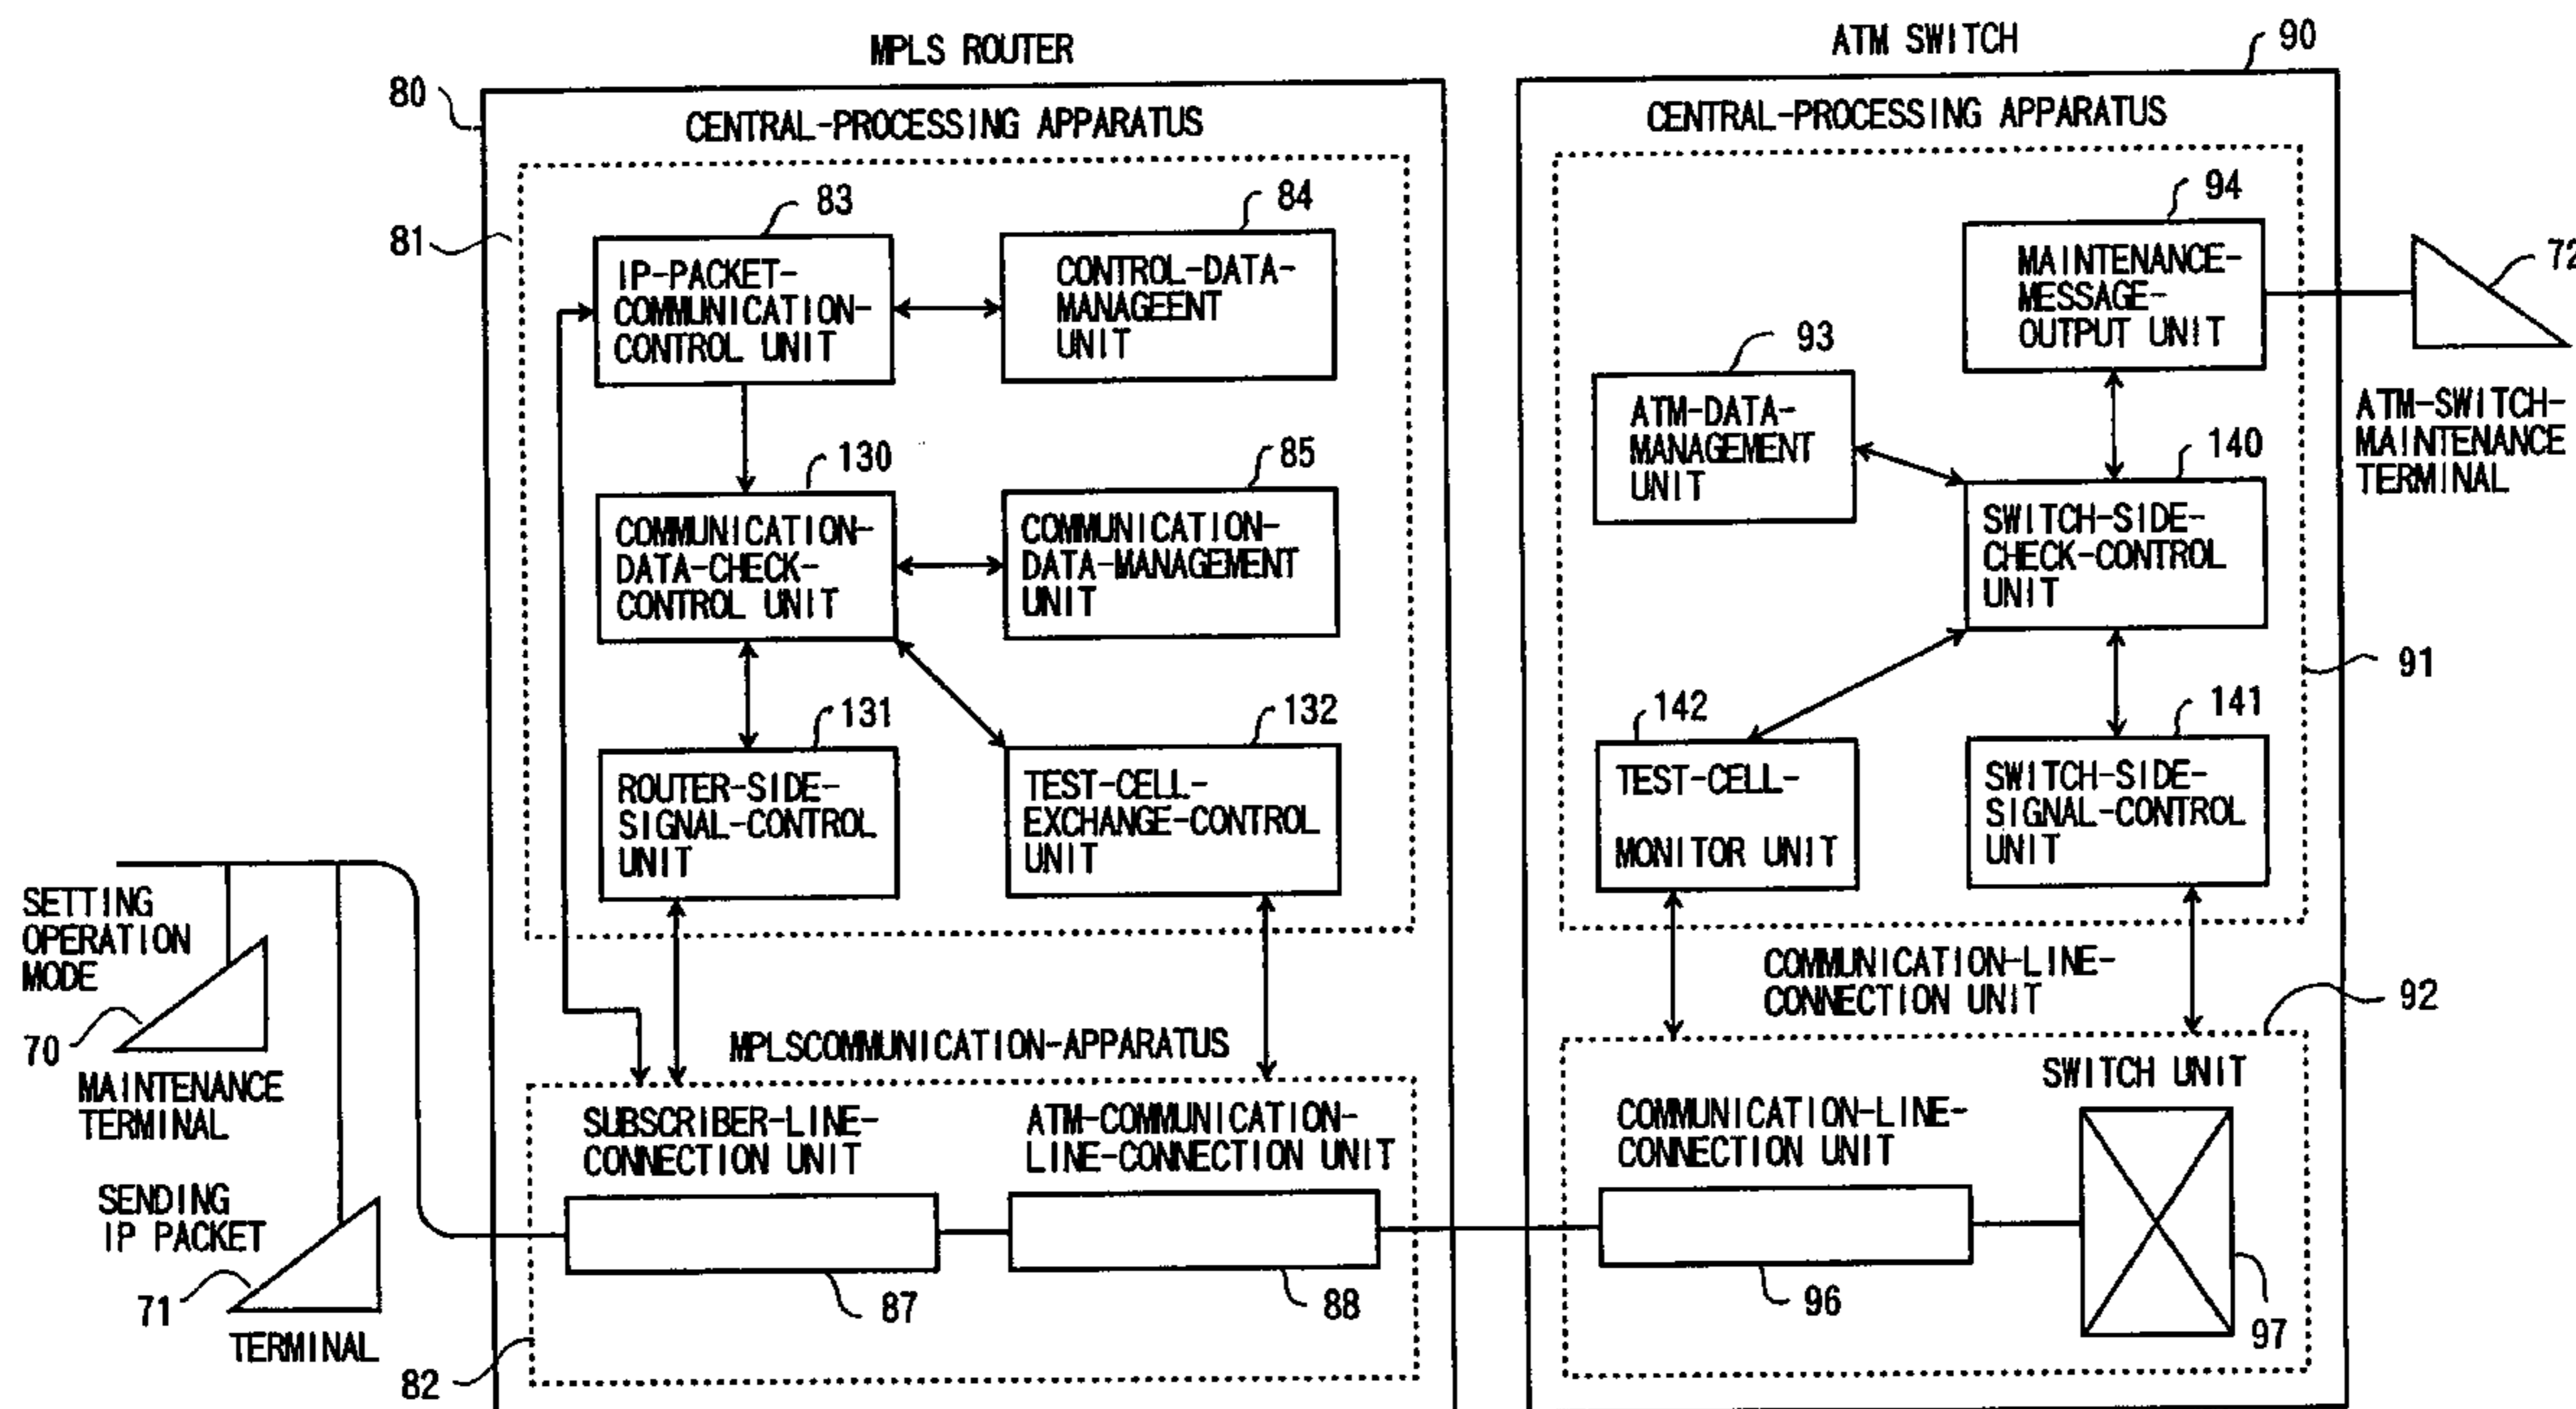 MPLS ROUTER
80
CENTRAL-PROCESSING APPARATUS
81
83
IP-PACKET-
COMMUNICATION-
CONTROL UNIT
84
CONTROL-DATA-
MANAGEENT
UNIT
130
COMMUNICATION-
DATA-CHECK-
CONTROL UNIT
85
COMMUNICATION-
DATA-MANAGEMENT
UNIT
131
ROUTER-SIDE-
SIGNAL-CONTROL
UNIT
132
TEST-CELL-
EXCHANGE-CONTROL
UNIT
MPLSCOMMUNICATION-APPARATUS
SUBSCRIBER-LINE-
CONNECTION UNIT
ATM-COMMUNICATION-
LINE-CONNECTION UNIT
87
88
82
SETTING
OPERATION
MODE
70
MAINTENANCE
TERMINAL
SENDING
IP PACKET
71
TERMINAL
ATM SWITCH
90
CENTRAL-PROCESSING APPARATUS
94
MAINTENANCE-
MESSAGE-
OUTPUT UNIT
72
ATM-SWITCH-
MAINTENANCE
TERMINAL
93
ATM-DATA-
MANAGEMENT
UNIT
140
SWITCH-SIDE-
CHECK-CONTROL
UNIT
91
142
TEST-CELL-
MONITOR UNIT
141
SWITCH-SIDE-
SIGNAL-CONTROL
UNIT
COMMUNICATION-LINE-
CONNECTION UNIT
92
SWITCH UNIT
COMMUNICATION-LINE-
CONNECTION UNIT
96
97